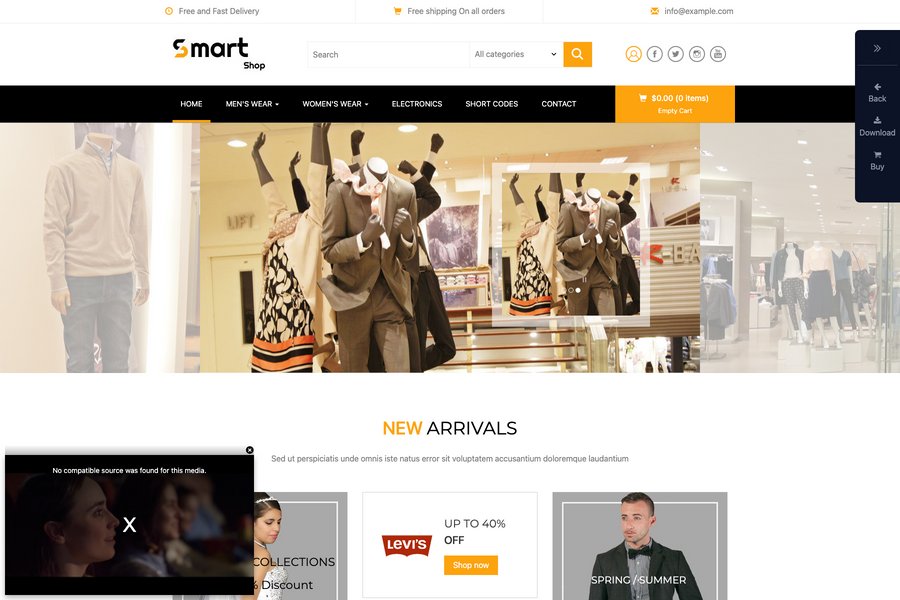 Free and Fast Delivery
Free shipping On all orders
info@example.com
Smart
Shop
Search
All categories
HOME
MEN'S WEAR
WOMEN'S WEAR
ELECTRONICS
SHORT CODES
CONTACT
$0.00 (0 items)
Empty Cart
Back
Download
Buy
LIFT
NEW ARRIVALS
Sed ut perspiciatis unde omnis iste natus error sit voluptatem accusantium doloremque laudantium
No compatible source was found for this media.
X
COLLECTIONS
% Discount
LEVI'S
UP TO 40%
OFF
Shop now
SPRING / SUMMER